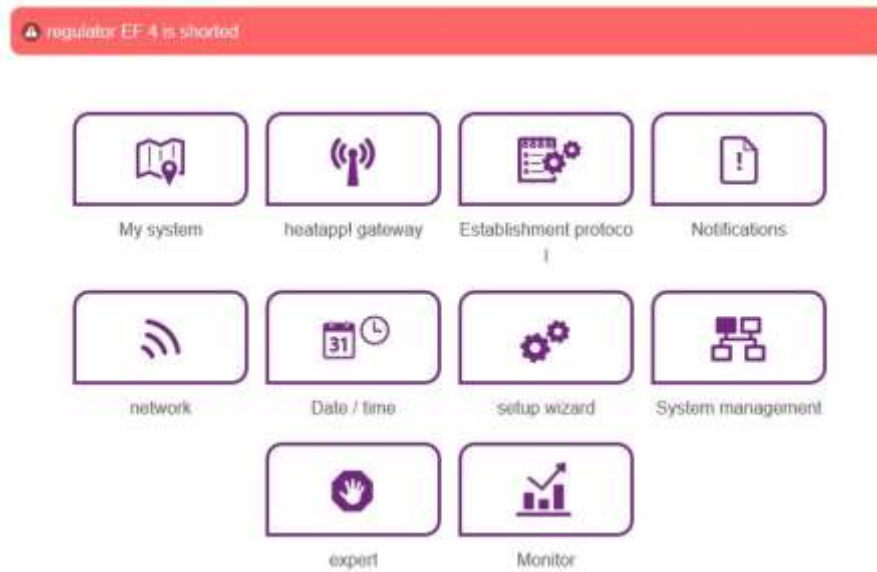 regulator EF 4 is shorted
My system
heatapp! gateway
Establishment protoco
l
Notifications
31
network
Date / time
setup wizard
System management
expert
Monitor